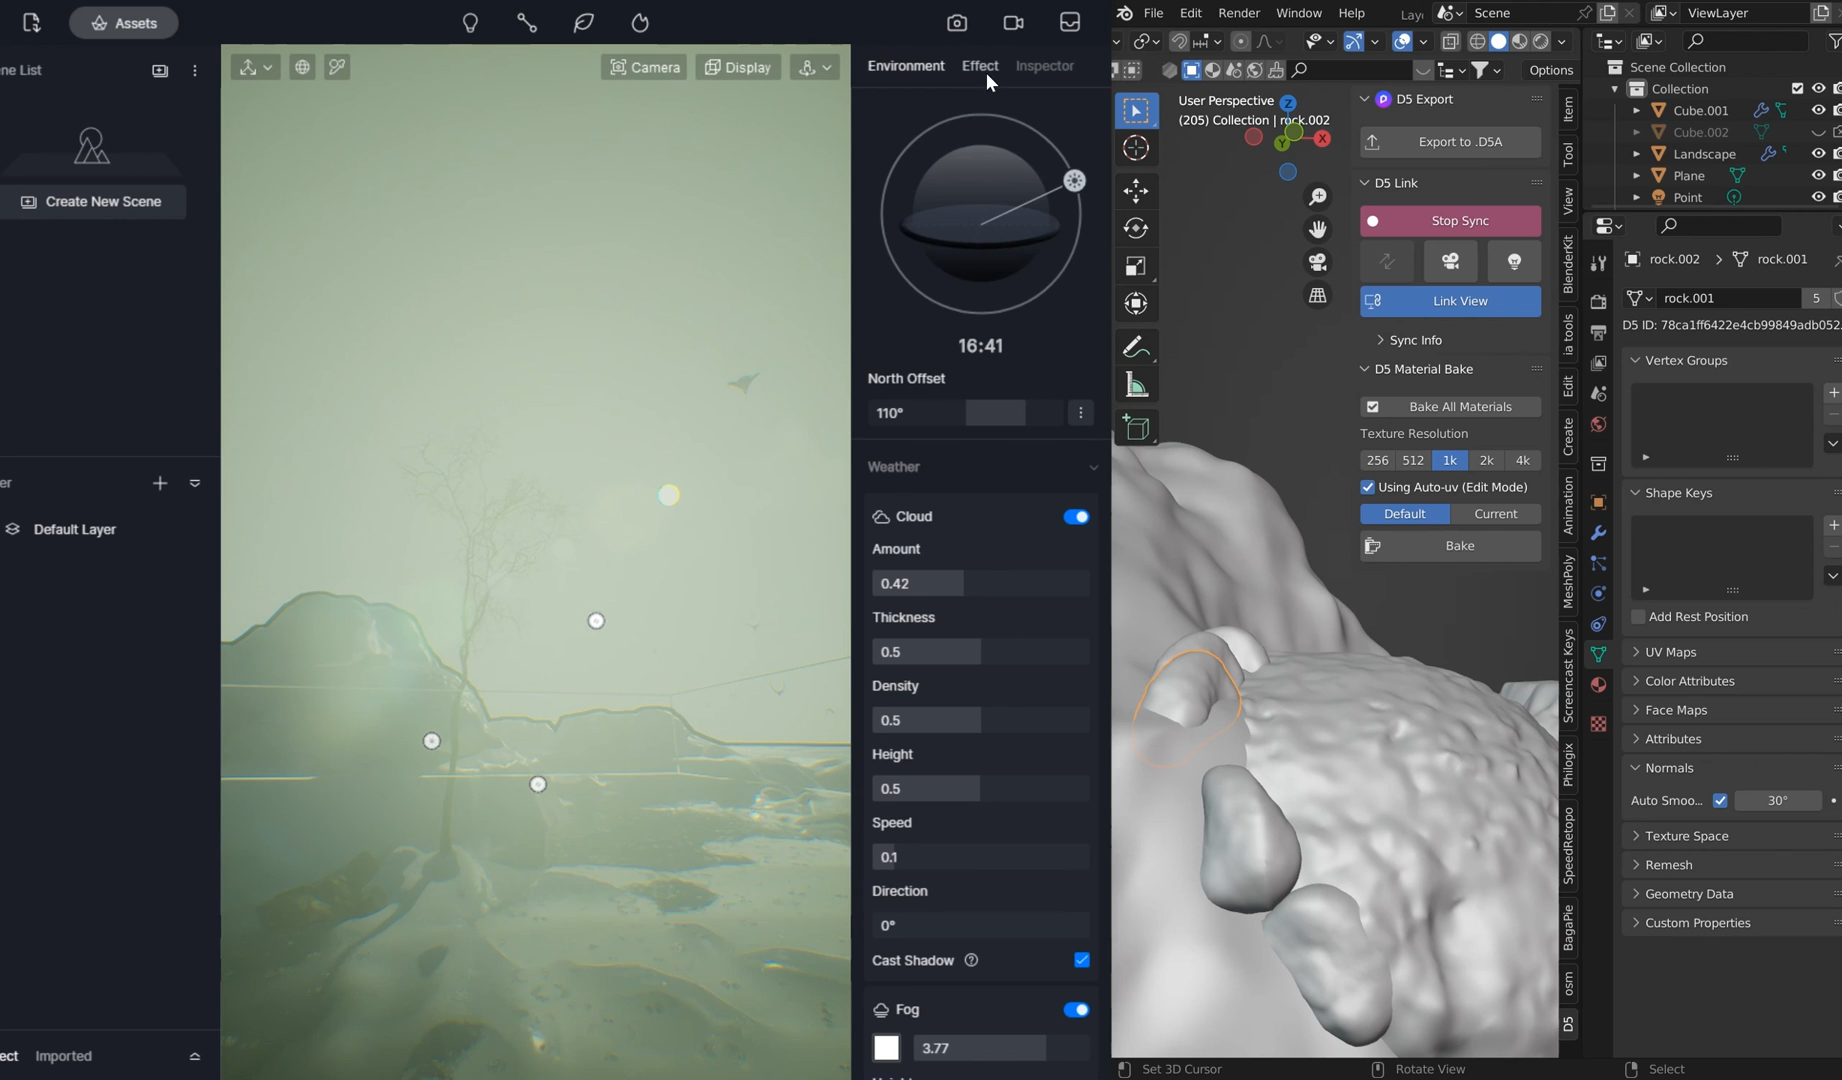 Assets
ne List
Create New Scene
er
Default Layer
ect
Imported
Camera
Display
Environment
Effect
Inspector
16:41
North Offset
110°
Weather
Cloud
Amount
0.42
Thickness
0.5
Density
0.5
Height
0.5
Speed
0.1
Direction
0°
Cast Shadow
Fog
3.77
File
Edit
Render
Window
Help
Lay
Scene
ViewLayer
Options
User Perspective
(205) Collection | rock.002
Z
X
Y
D5 Export
Export to .D5A
D5 Link
Stop Sync
Link View
Sync Info
D5 Material Bake
Bake All Materials
Texture Resolution
256 512 1k 2k 4k
Using Auto-uv (Edit Mode)
Default
Current
Bake
Item
Tool
View
BlenderKit
ia tools
Edit
Create
Animation
MeshPoly
Screencast Keys
Philogix
SpeedRetopo
BagaPie
osm
D5
Scene Collection
Collection
Cube.001
Cube.002
Landscape
Plane
Point
rock.002
rock.001
rock.001
5
D5 ID: 78ca1ff6422e4cb99849adb052
Vertex Groups
Shape Keys
Add Rest Position
UV Maps
Color Attributes
Face Maps
Attributes
Normals
Auto Smoo...
30°
Texture Space
Remesh
Geometry Data
Custom Properties
Set 3D Cursor
Rotate View
Select